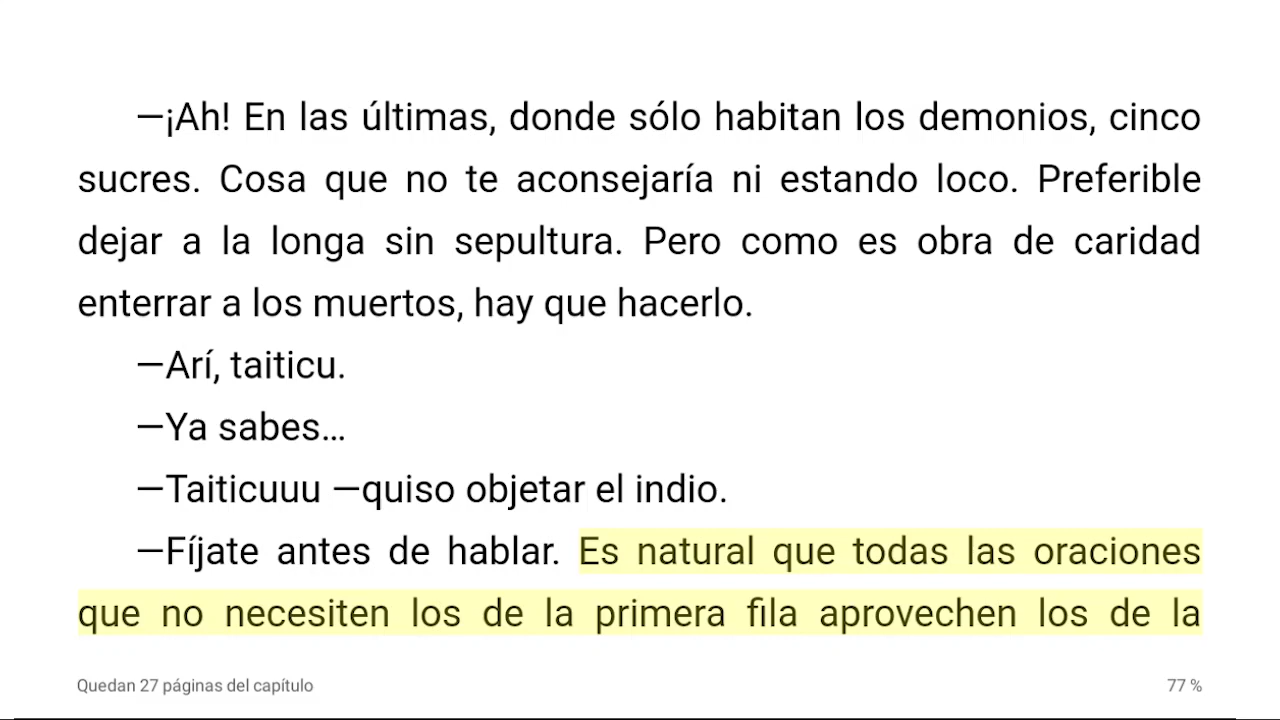 —¡Ah! En las últimas, donde sólo habitan los demonios, cinco
sucres. Cosa que no te aconsejaría ni estando loco. Preferible
dejar a la longa sin sepultura. Pero como es obra de caridad
enterrar a los muertos, hay que hacerlo.
—Arí, taiticu.
—Ya sabes…
—Taiticuuu —quiso objetar el indio.
—Fíjate antes de hablar. Es natural que todas las oraciones
que no necesiten los de la primera fila aprovechen los de la
Quedan 27 páginas del capítulo
77 %